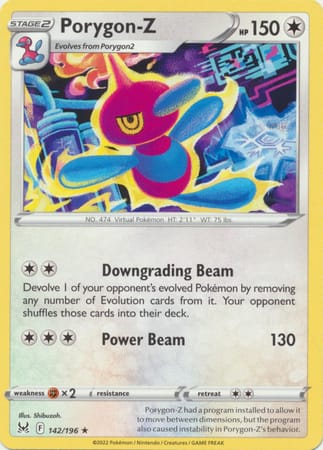 STAGE 2
Porygon-Z
HP 150
Evolves from Porygon2
NO. 474 Virtual Pokémon HT: 2'11" WT: 75 lbs.
Downgrading Beam
Devolve 1 of your opponent's evolved Pokémon by removing
any number of Evolution cards from it. Your opponent
shuffles those cards into their deck.
Power Beam 130
weakness ×2 resistance retreat
Illus. Shibuzoh.
F 142/196 ★
Porygon-Z had a program installed to allow it
to move between dimensions, but the program
also caused instability in Porygon-Z's behavior.
©2022 Pokémon / Nintendo / Creatures / GAME FREAK